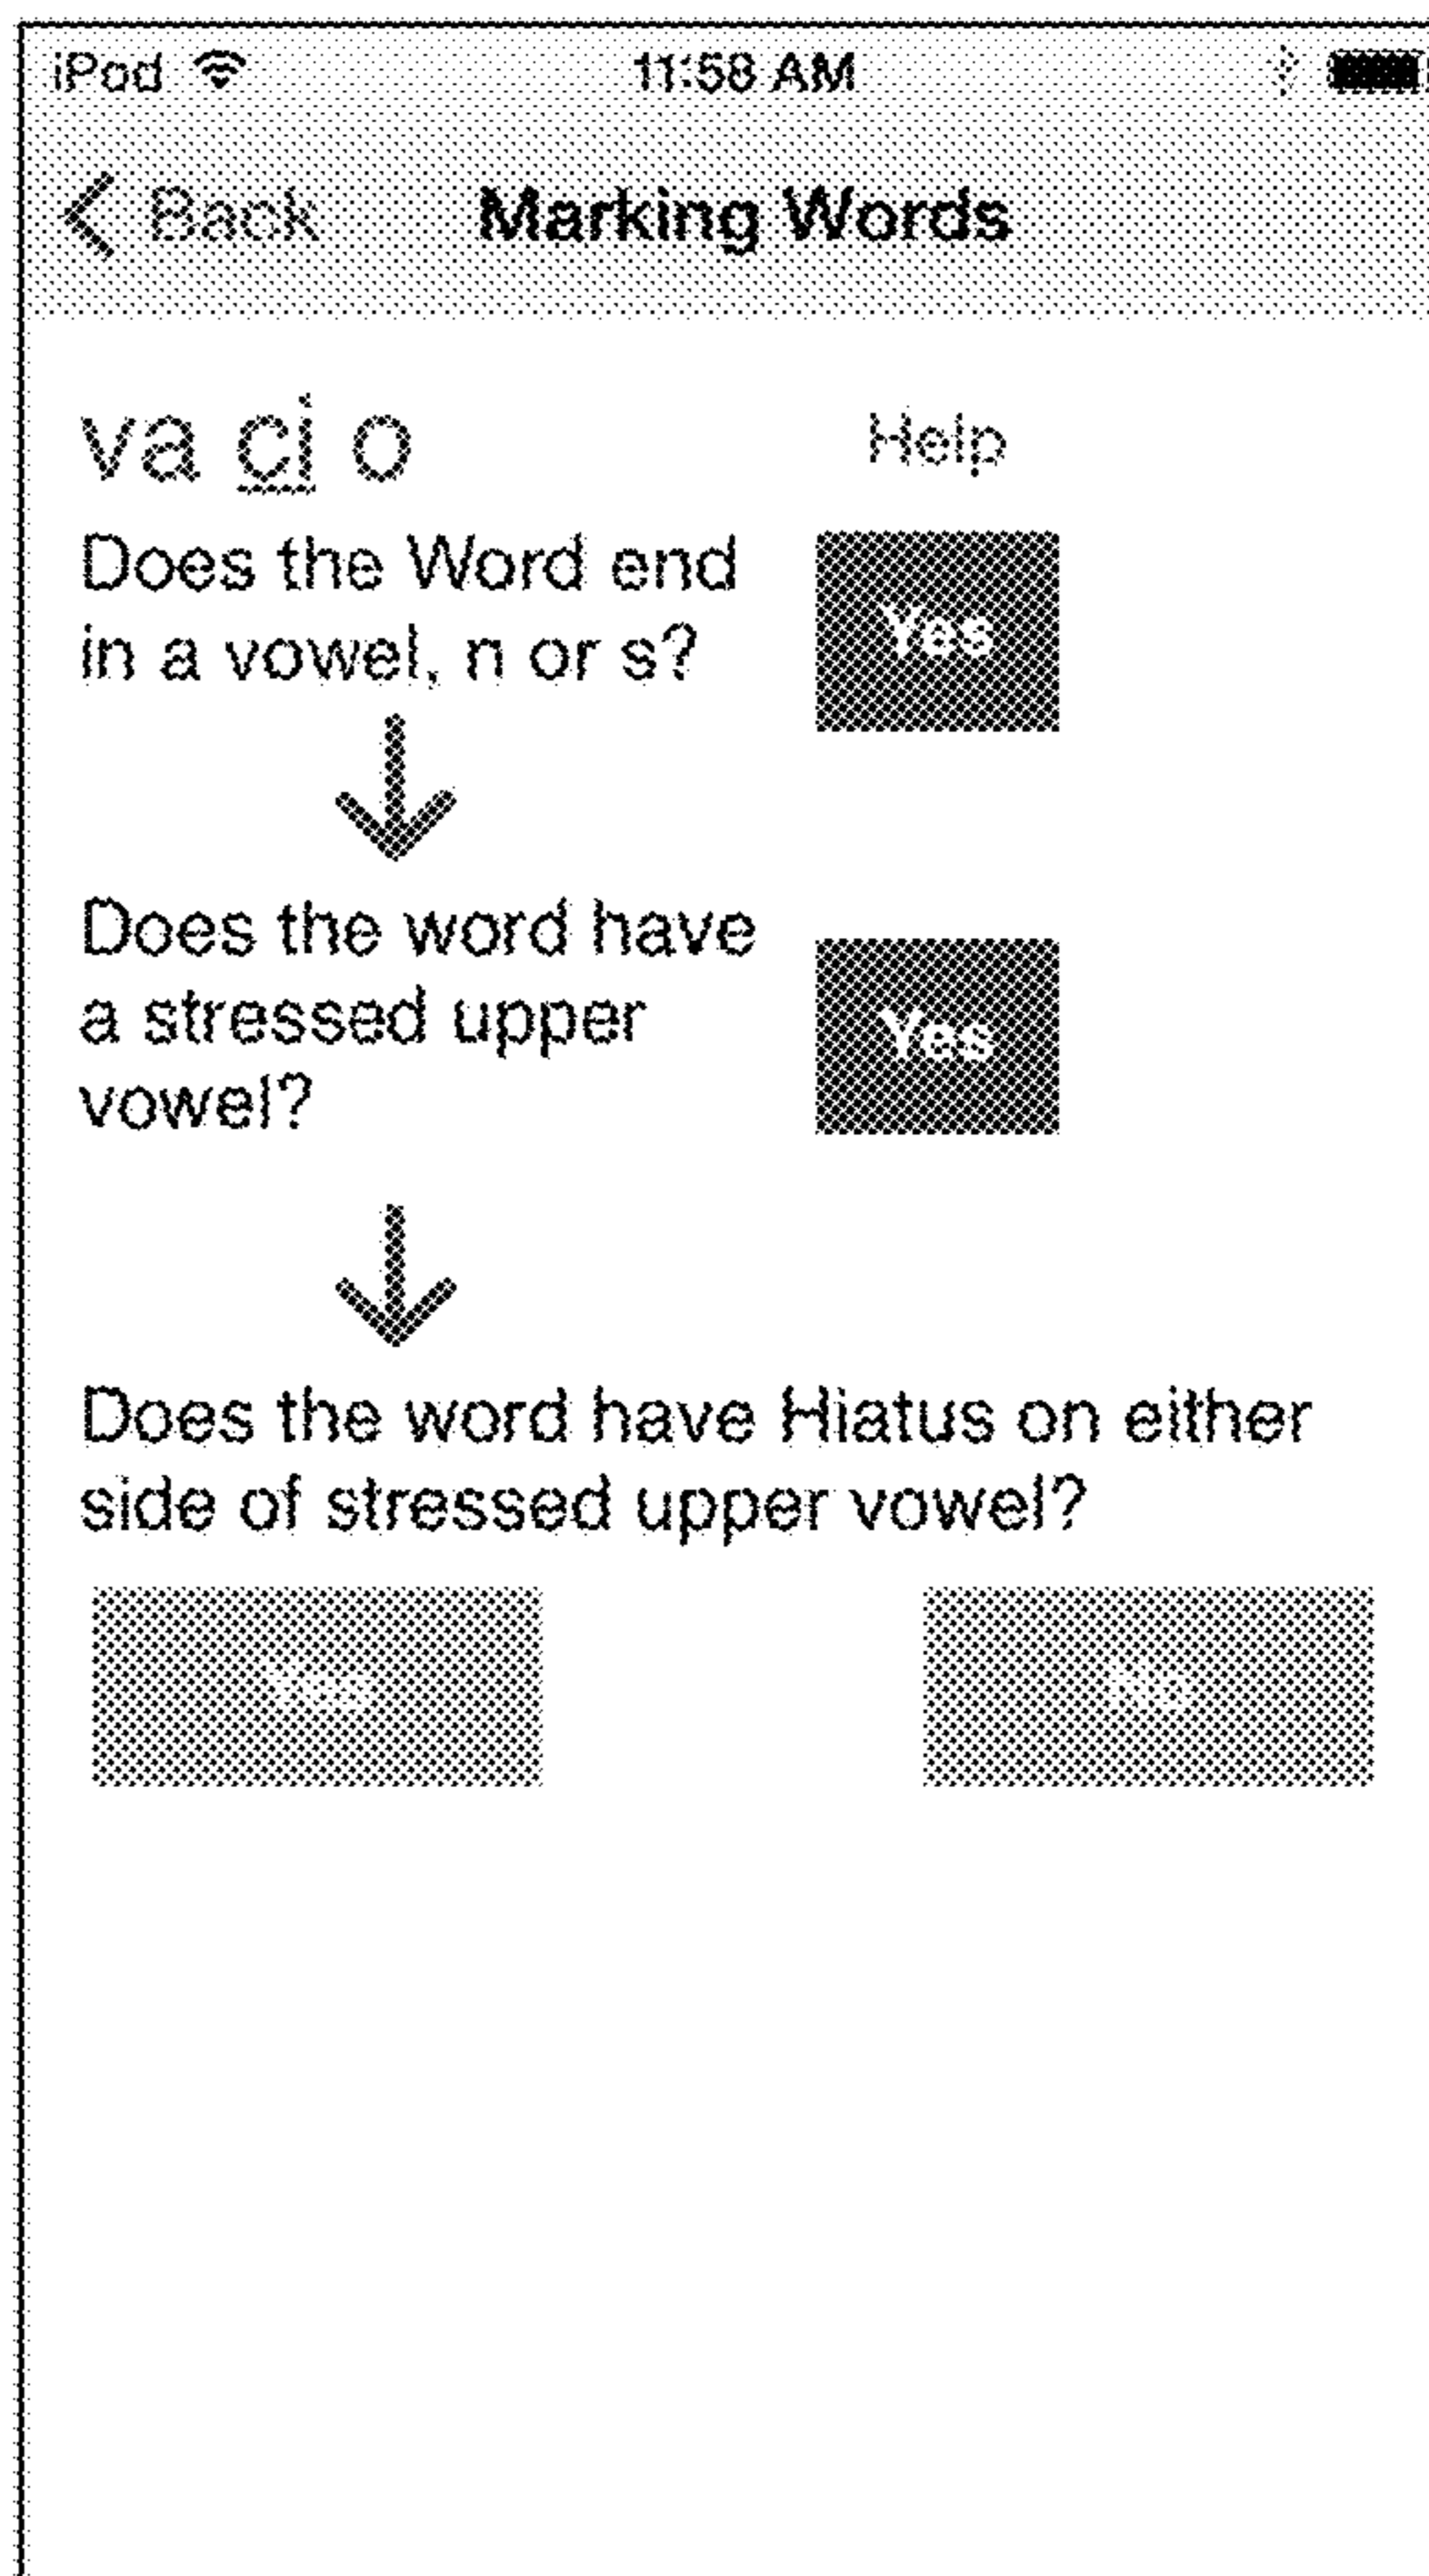 iPod 11:58 AM
Back Marking Words
va ci o Help
Does the Word end
in a vowel, n or s?
Yes
Does the word have
a stressed upper
vowel?
Yes
Does the word have Hiatus on either
side of stressed upper vowel?
Yes No